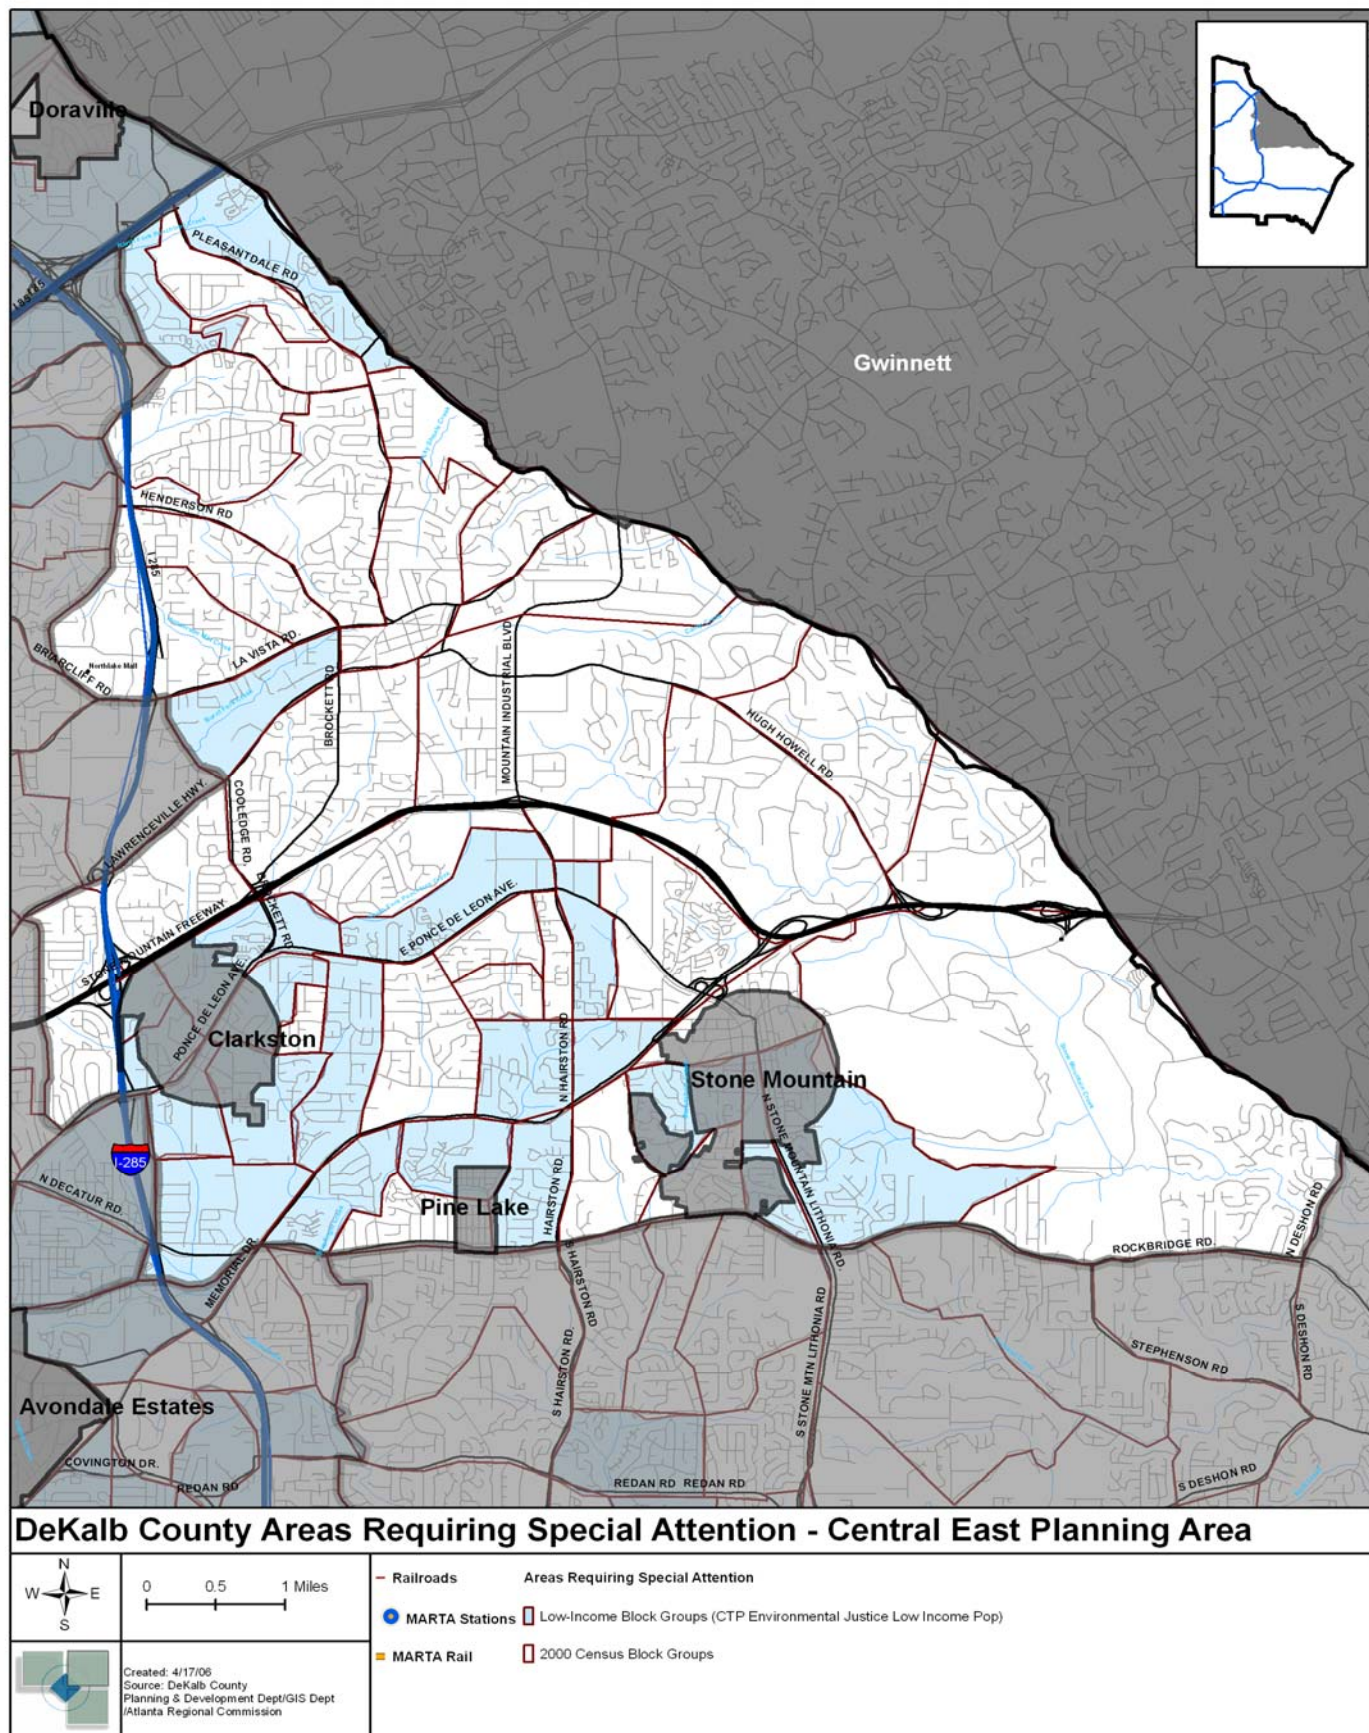 Doraville
PLEASANTDALE RD
Gwinnett
HENDERSON RD
I 285
LA VISTA RD.
BRIARCLIFF RD
Northlake Mall
BROCKETT RD
MOUNTAIN INDUSTRIAL BLVD
HUGH HOWELL RD.
COOLEDGE RD.
LAWRENCEVILLE HWY.
BROCKETT RD
E PONCE DE LEON AVE.
STONE MOUNTAIN FREEWAY
PONCE DE LEON AVE.
Clarkston
N HAIRSTON RD
Stone Mountain
Stone Mountain Creek
N STONE MOUNTAIN LITHONIA RD.
I-285
N DECATUR RD.
Pine Lake
HAIRSTON RD
MEMORIAL DR.
ROCKBRIDGE RD.
N DESHON RD
S HAIRSTON RD
S HAIRSTON RD.
S STONE MTN LITHONIA RD
STEPHENSON RD
S DESHON RD
Avondale Estates
COVINGTON DR.
REDAN RD
REDAN RD REDAN RD
S DESHON RD
DeKalb County Areas Requiring Special Attention - Central East Planning Area
N
W E
S
0 0.5 1 Miles
Railroads
MARTA Stations
MARTA Rail
Areas Requiring Special Attention
Low-Income Block Groups (CTP Environmental Justice Low Income Pop)
2000 Census Block Groups
Created: 4/17/06
Source: DeKalb County
Planning & Development Dept/GIS Dept
/Atlanta Regional Commission